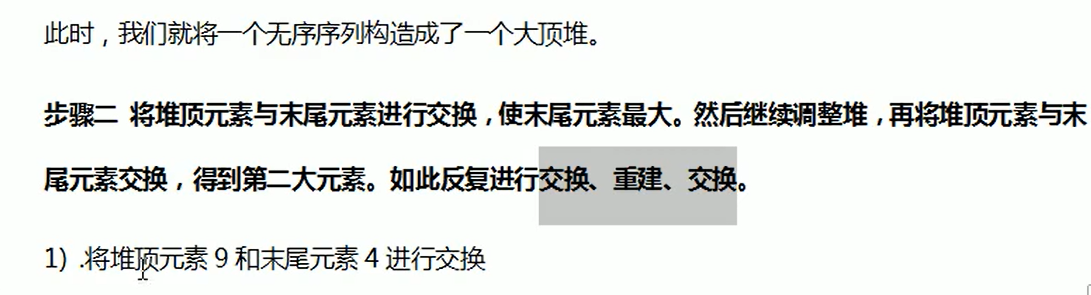 此时，我们就将一个无序序列构造成了一个大顶堆。
步骤二 将堆顶元素与末尾元素进行交换，使末尾元素最大。然后继续调整堆，再将堆顶元素与末
尾元素交换，得到第二大元素。如此反复进行交换、重建、交换。
1) .将堆顶元素 9 和末尾元素 4 进行交换